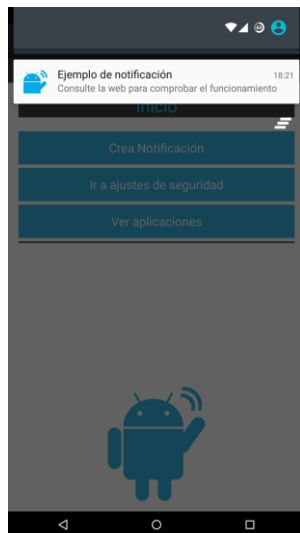 Ejemplo de notificación
18:21
Consulte la web para comprobar el funcionamiento
Inicio
Crea Notificación
Ir a ajustes de seguridad
Ver aplicaciones